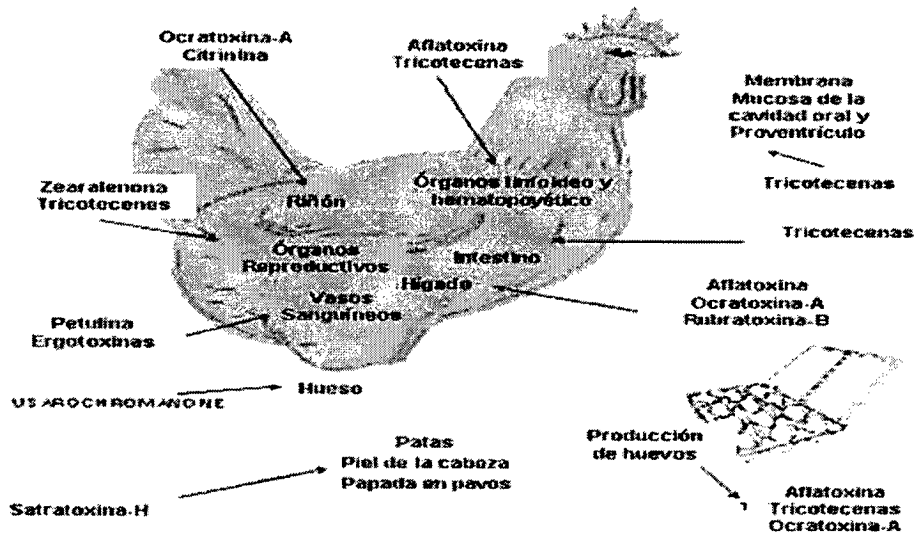 Ocratoxina-A
Citrinina
Aflatoxina
Tricotecenas
Membrana
Mucosa de la
cavidad oral y
Proventrículo
Tricotecenas
Zearalenona
Tricotecenes
Riñón
Órganos linfoideo y
hematopoyético
Tricotecenas
Órganos
Reproductivos
Intestino
Hígado
Vasos
Sanguíneos
Aflatoxina
Ocratoxina-A
Rubratoxina-B
Petulina
Ergotoxinas
Hueso
USAROCHROMANONE
Patas
Piel de la cabeza
Papada en pavos
Producción
de huevos
Satratoxina-H
Aflatoxina
Tricotecenas
Ocratoxina-A